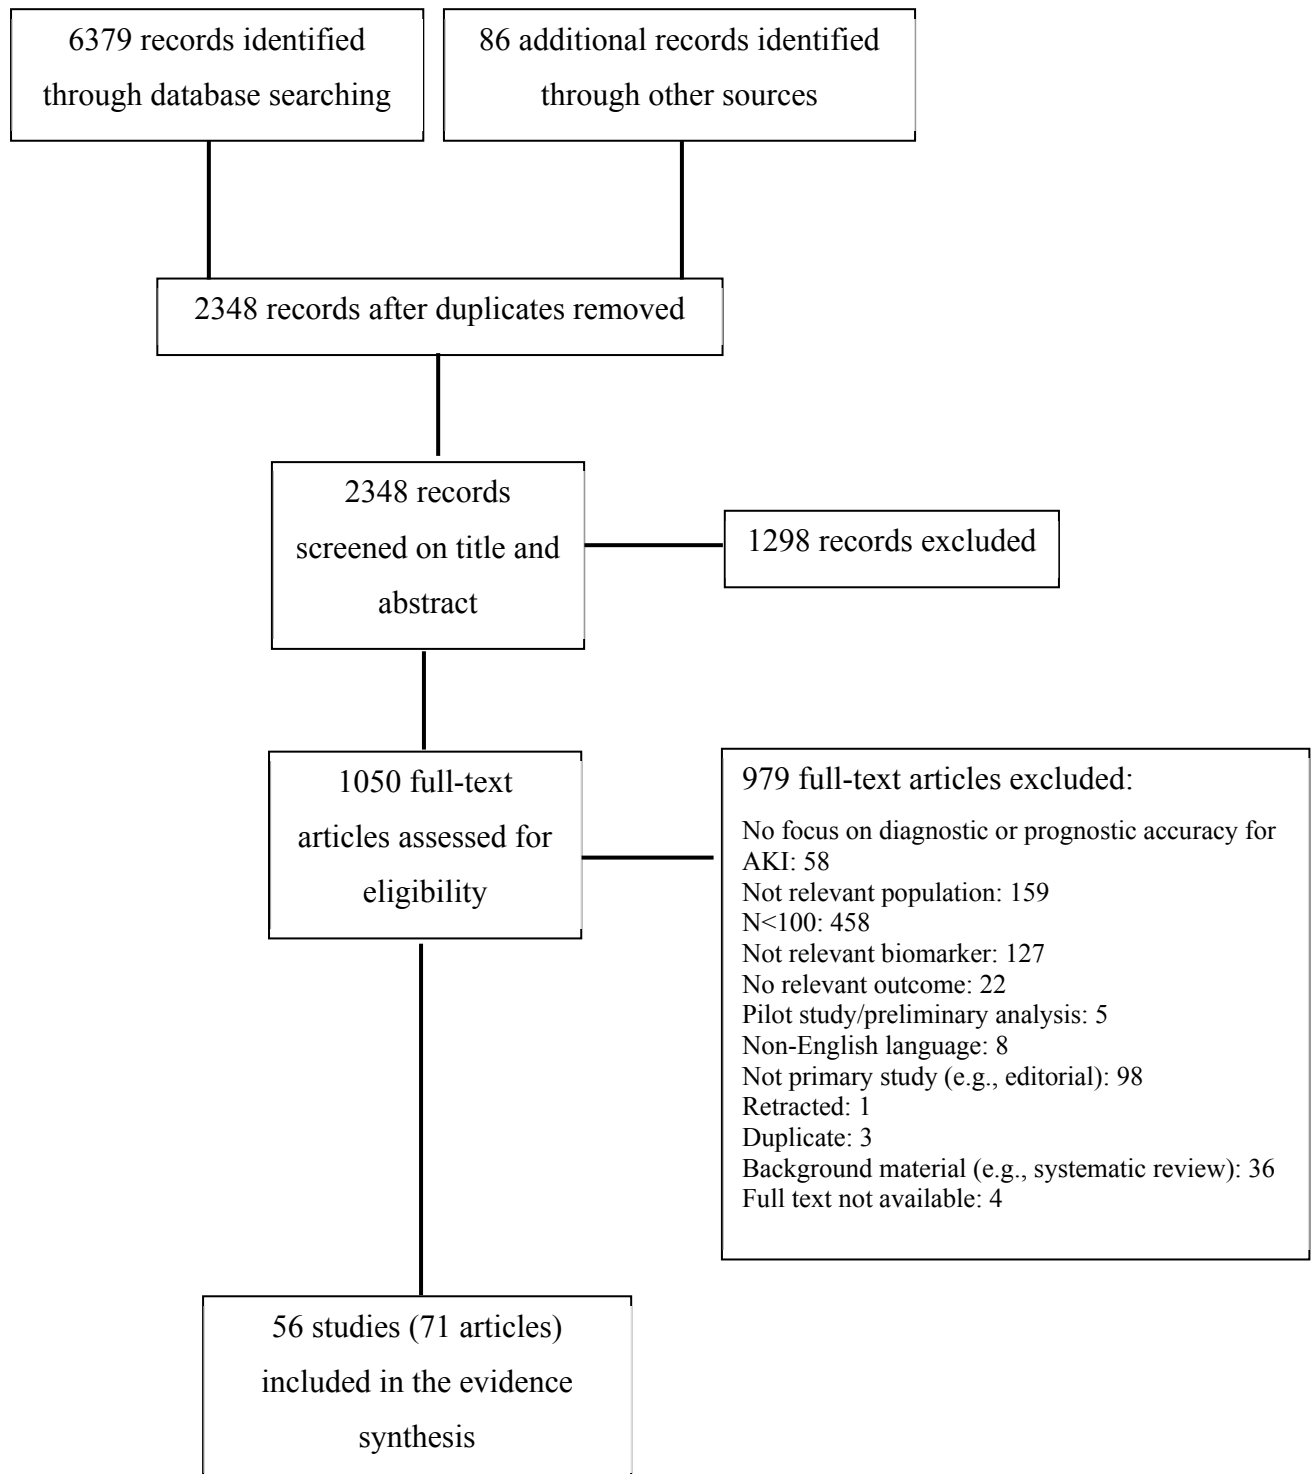 6379 records identified
through database searching
86 additional records identified
through other sources
2348 records after duplicates removed
2348 records
screened on title and
abstract
1298 records excluded
1050 full-text
articles assessed for
eligibility
979 full-text articles excluded:
No focus on diagnostic or prognostic accuracy for
AKI: 58
Not relevant population: 159
N<100: 458
Not relevant biomarker: 127
No relevant outcome: 22
Pilot study/preliminary analysis: 5
Non-English language: 8
Not primary study (e.g., editorial): 98
Retracted: 1
Duplicate: 3
Background material (e.g., systematic review): 36
Full text not available: 4
56 studies (71 articles)
included in the evidence
synthesis